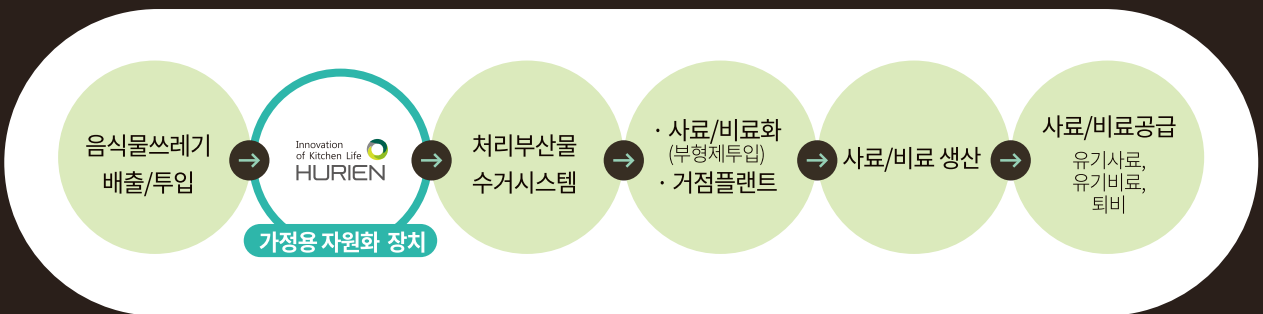 음식물쓰레기
배출/투입
Innovation
of Kitchen Life
HURIEN
가정용 자원화 장치
처리부산물
수거시스템
· 사료/비료화
(부형제투입)
· 거점플랜트
사료/비료 생산
사료/비료공급
유기사료,
유기비료,
퇴비